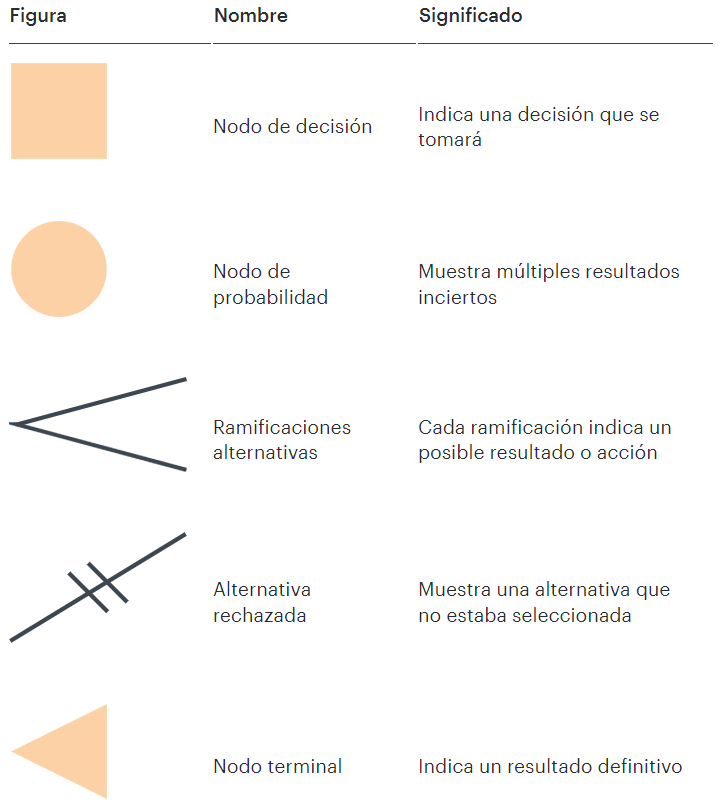 Figura Nombre Significado
Nodo de decisión
Indica una decisión que se
tomará
Nodo de
probabilidad
Muestra múltiples resultados
inciertos
Ramificaciones
alternativas
Cada ramificación indica un
posible resultado o acción
Alternativa
rechazada
Muestra una alternativa que
no estaba seleccionada
Nodo terminal
Indica un resultado definitivo